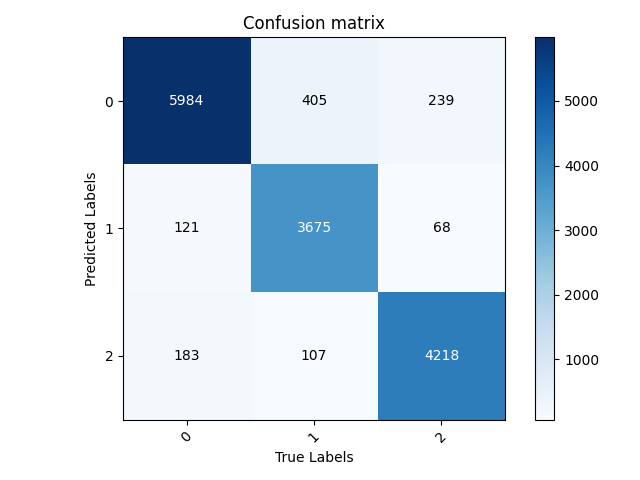 Confusion matrix
Predicted Labels
0
5984 405 239
1
121 3675 68
2
183 107 4218
0 1 2
True Labels
5000
4000
3000
2000
1000